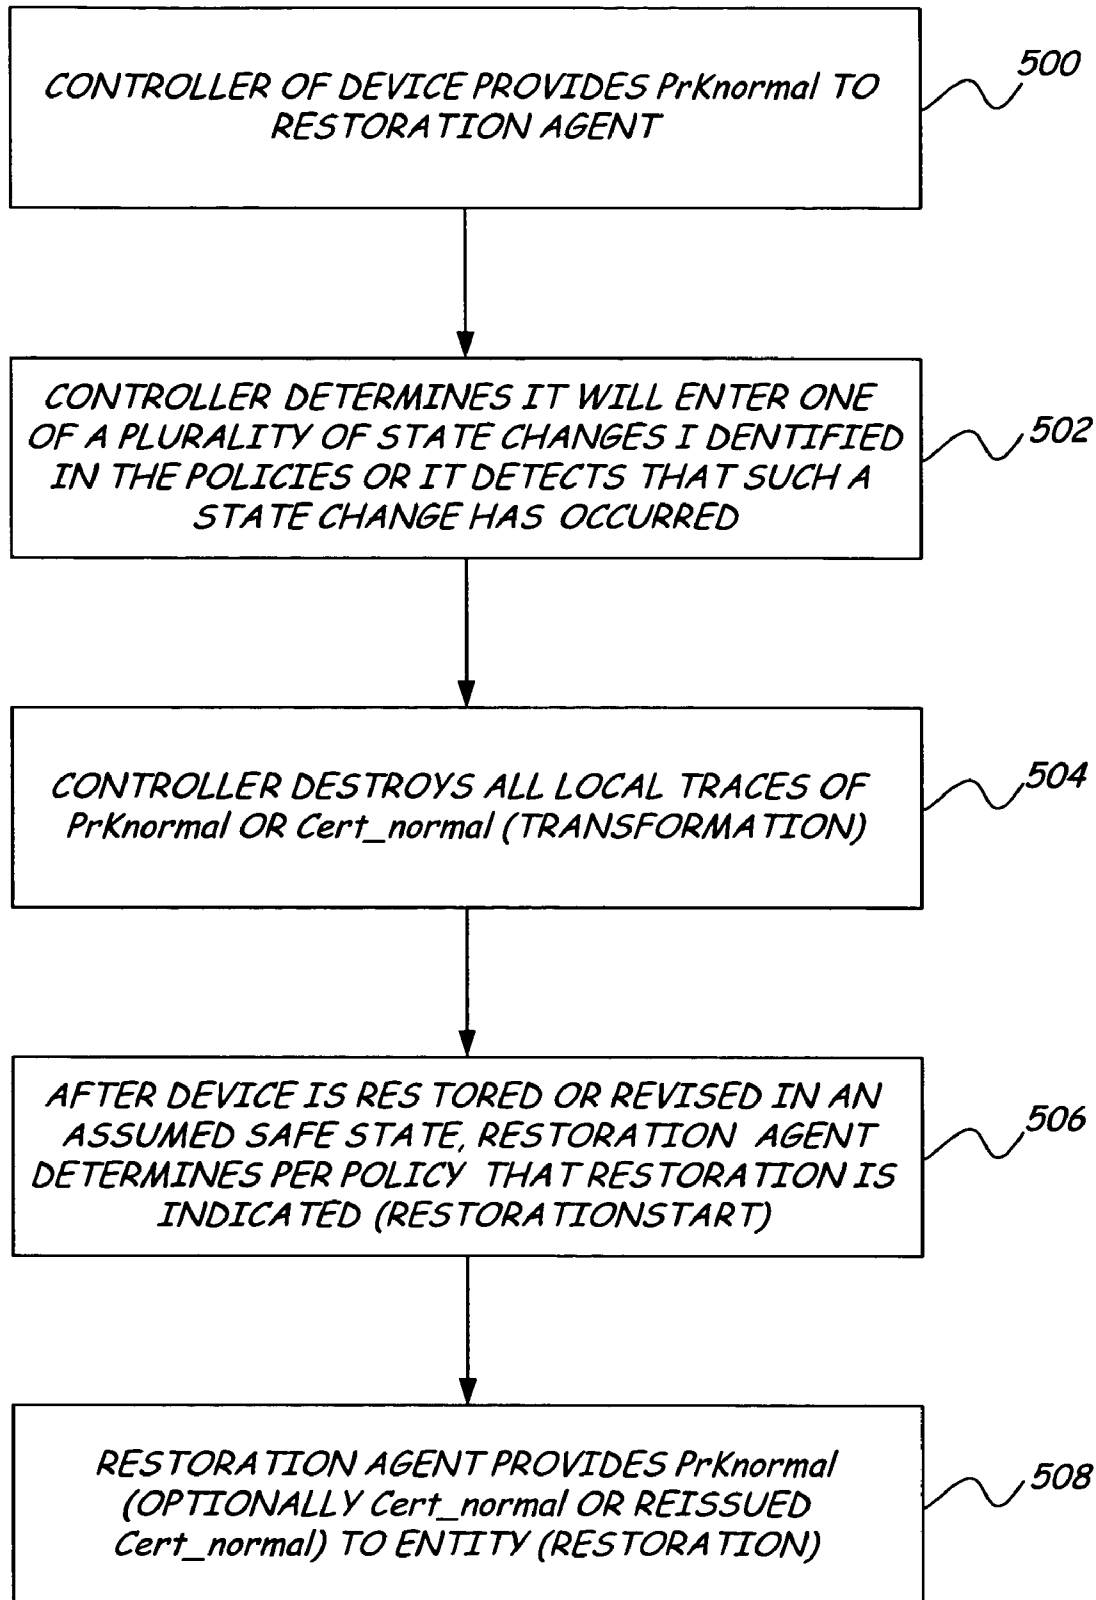 CONTROLLER OF DEVICE PROVIDES PrKnormal TO
RESTORATION AGENT
500
CONTROLLER DETERMINES IT WILL ENTER ONE
OF A PLURALITY OF STATE CHANGES I DENTIFIED
IN THE POLICIES OR IT DETECTS THAT SUCH A
STATE CHANGE HAS OCCURRED
502
CONTROLLER DESTROYS ALL LOCAL TRACES OF
PrKnormal OR Cert_normal (TRANSFORMATION)
504
AFTER DEVICE IS RES TORED OR REVISED IN AN
ASSUMED SAFE STATE, RESTORATION AGENT
DETERMINES PER POLICY THAT RESTORATION IS
INDICATED (RESTORATIONSTART)
506
RESTORATION AGENT PROVIDES PrKnormal
(OPTIONALLY Cert_normal OR REISSUED
Cert_normal) TO ENTITY (RESTORATION)
508